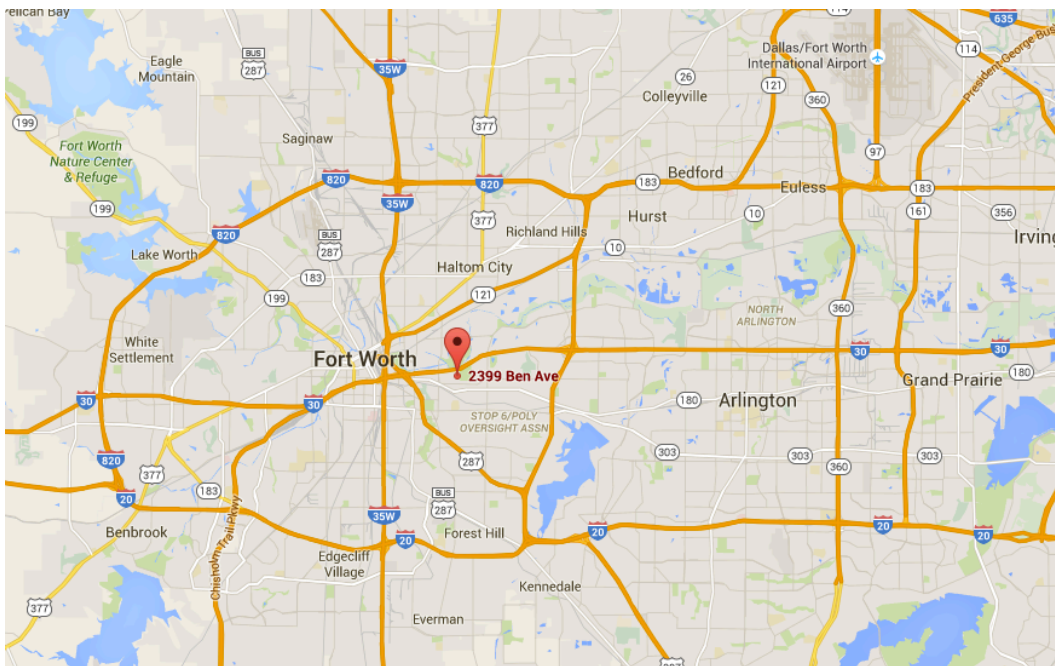 Pelican Bay
114
635
BUS
287
35W
Dallas/Fort Worth
International Airport
114
President George Bus
Eagle
Mountain
26
Colleyville
121
360
199
377
Saginaw
Fort Worth
Nature Center
& Refuge
97
820
820
183
Bedford
Euless
183
199
35W
161
356
10
Hurst
377
Richland Hills
820
BUS
287
10
Irving
Lake Worth
Haltom City
183
199
121
360
NORTH
ARLINGTON
White
Settlement
Fort Worth
30
30
2399 Ben Ave
Grand Prairie
180
30
30
180
Arlington
STOP 6/POLY
OVERSIGHT ASSN
303
303
303
820
287
360
377
183
BUS
287
20
35W
Benbrook
Forest Hill
20
20
20
20
Edgecliff
Village
Chisholm Trail Pkwy
Kennedale
377
Everman
287